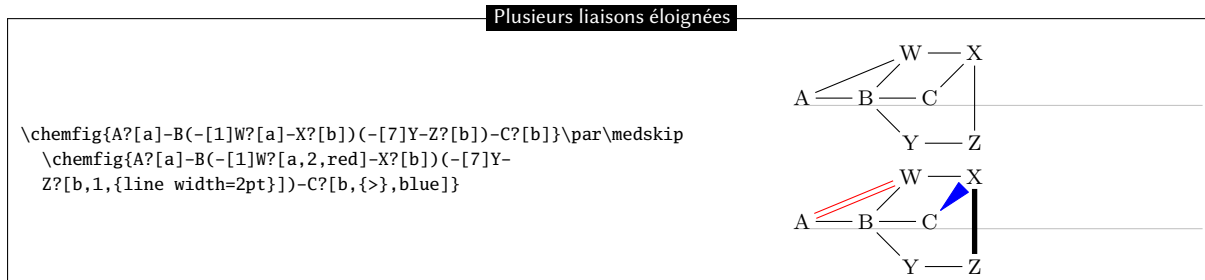 Plusieurs liaisons éloignées
\chemfig{A?[a]-B(-[1]W?[a]-X?[b])(-[7]Y-Z?[b])-C?[b]}\par\medskip
\chemfig{A?[a]-B(-[1]W?[a,2,red]-X?[b])(-[7]Y-
Z?[b,1,{line width=2pt}])-C?[b,{>},blue]}
W X
A B C
Y Z
W X
A B C
Y Z